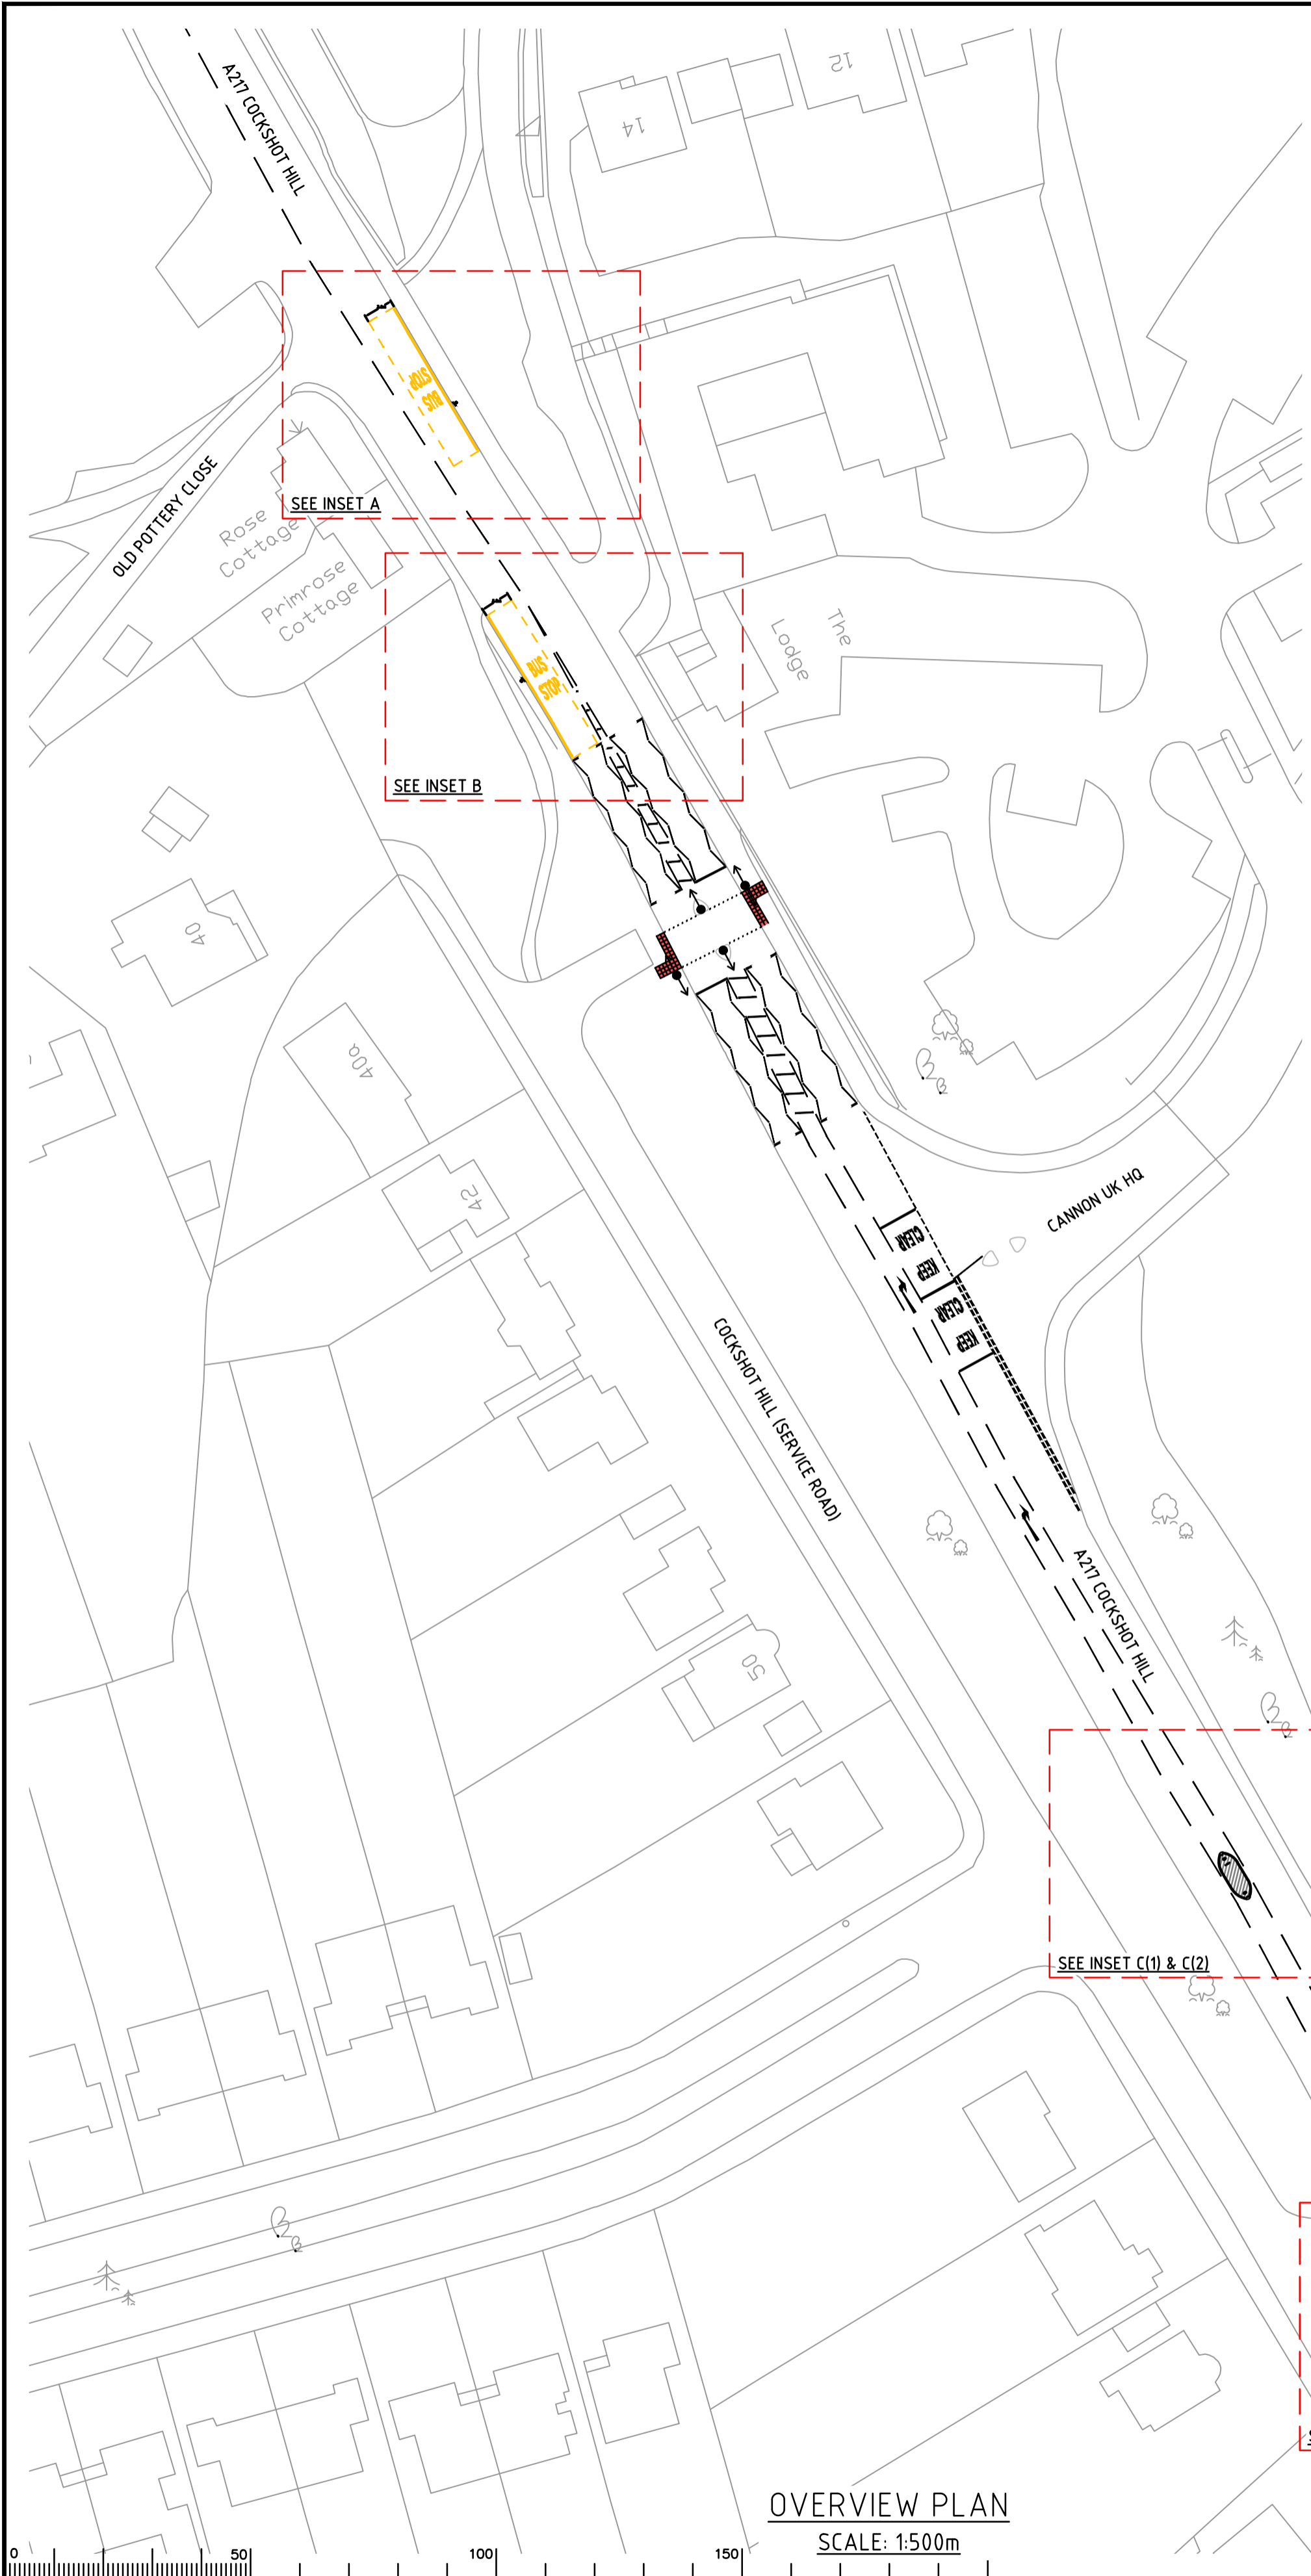 A217 COCKSHOT HILL
12
14
BUS
STOP
SEE INSET A
OLD POTTERY CLOSE
Rose
Cottage
Primrose
Cottage
The
Lodge
BUS
STOP
SEE INSET B
40
40a
42
CANNON UK HQ
CLEAR
KEEP
CLEAR
KEEP
COCKSHOT HILL (SERVICE ROAD)
A217 COCKSHOT HILL
50
SEE INSET C(1) & C(2)
OVERVIEW PLAN
SCALE: 1:500m
0 50 100 150